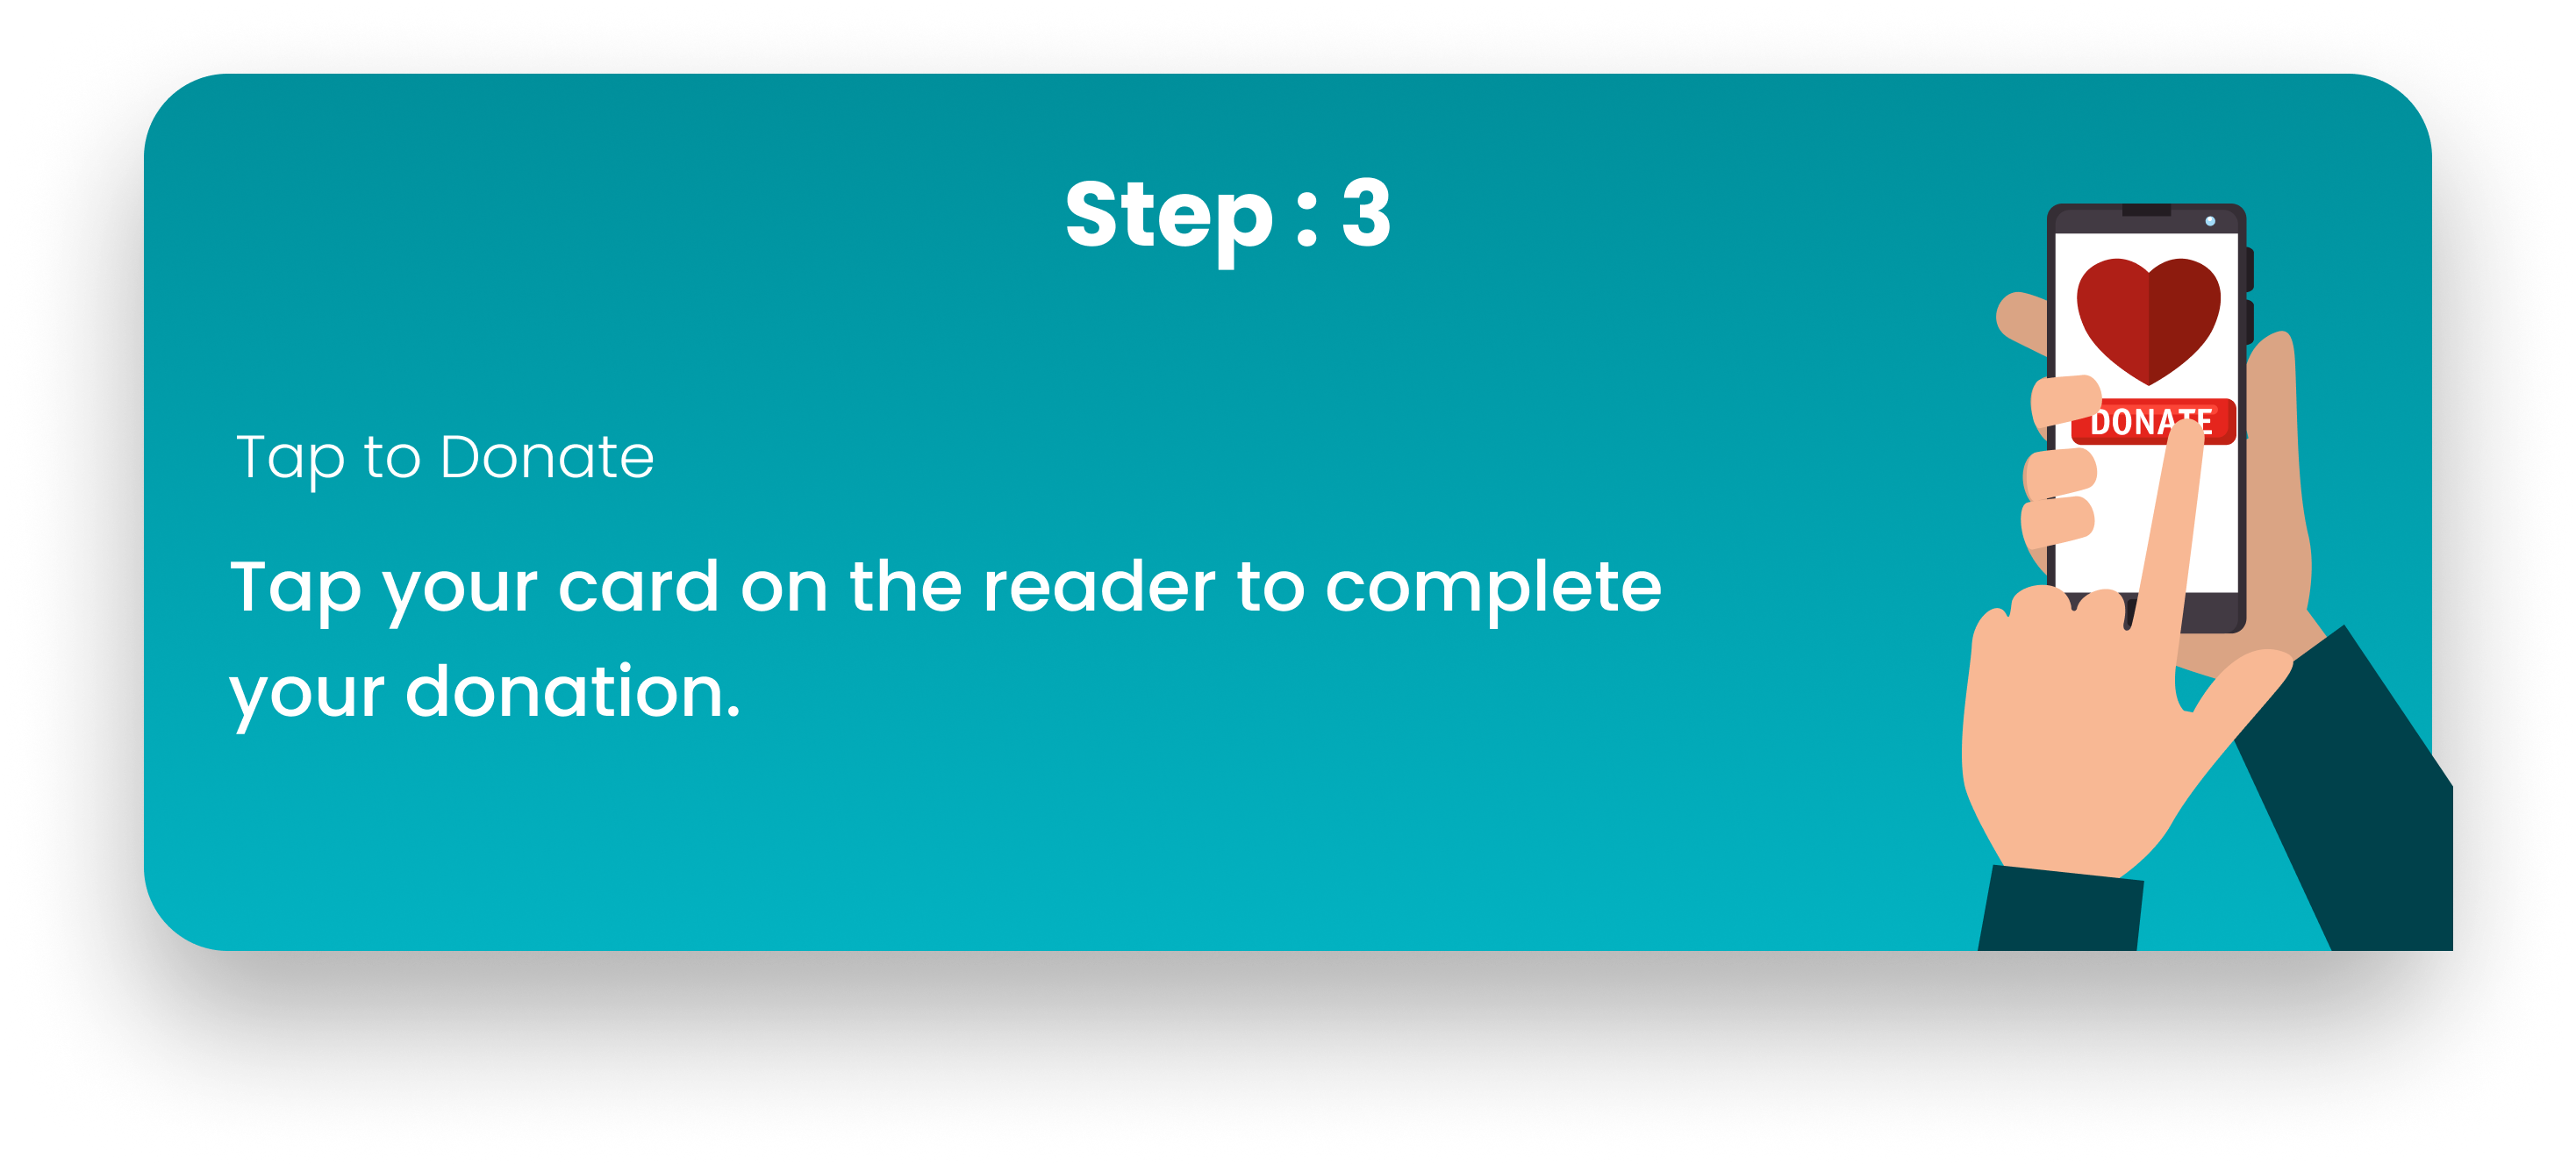 Step : 3
Tap to Donate
Tap your card on the reader to complete
your donation.
DONATE